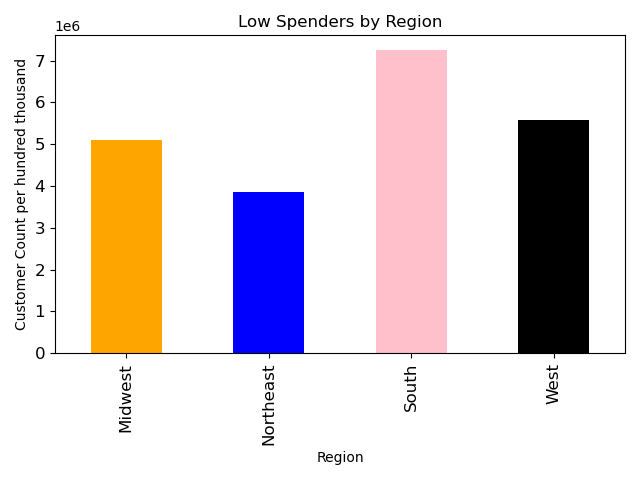 Low Spenders by Region
1e6
Customer Count per hundred thousand
7
6
5
4
3
2
1
0
Midwest
Northeast
South
West
Region